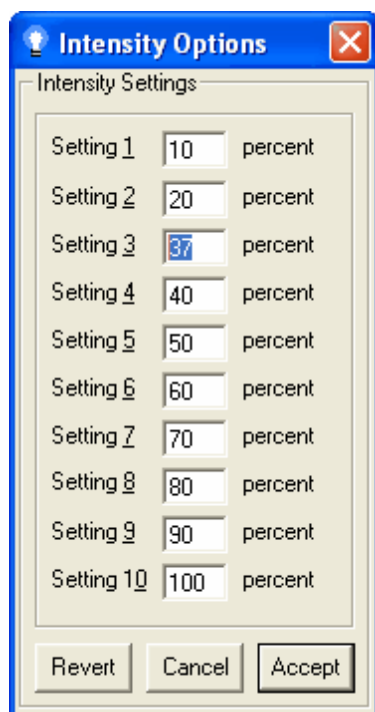 Intensity Options
Intensity Settings
Setting 1 10 percent
Setting 2 20 percent
Setting 3 37 percent
Setting 4 40 percent
Setting 5 50 percent
Setting 6 60 percent
Setting 7 70 percent
Setting 8 80 percent
Setting 9 90 percent
Setting 10 100 percent
Revert Cancel Accept